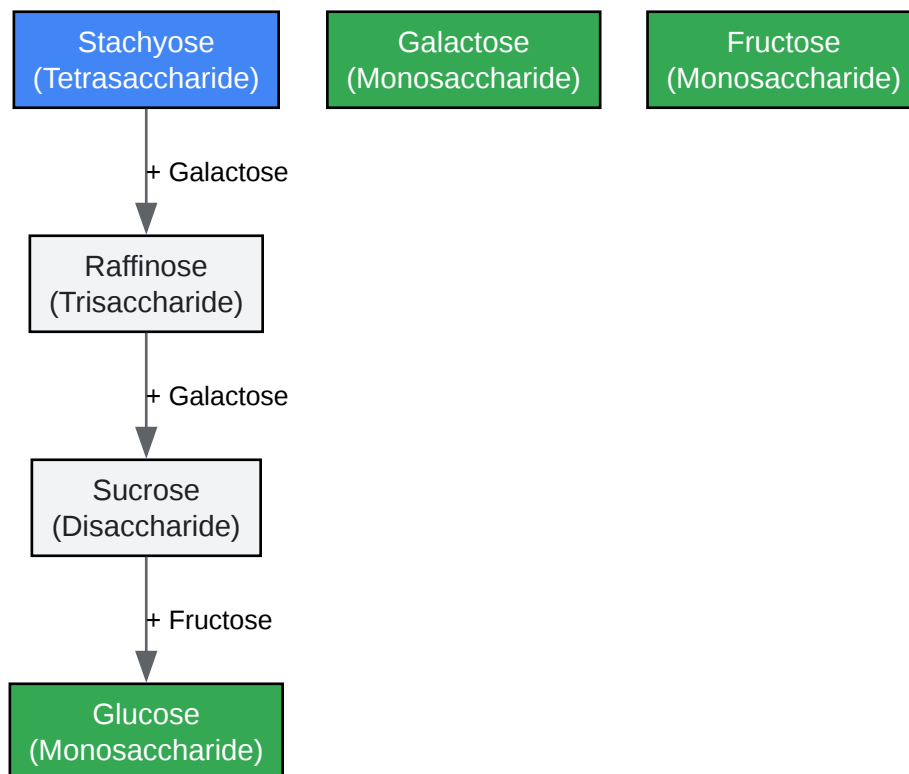 Stachyose
(Tetrasaccharide)
Galactose
(Monosaccharide)
Fructose
(Monosaccharide)
+ Galactose
Raffinose
(Trisaccharide)
+ Galactose
Sucrose
(Disaccharide)
+ Fructose
Glucose
(Monosaccharide)